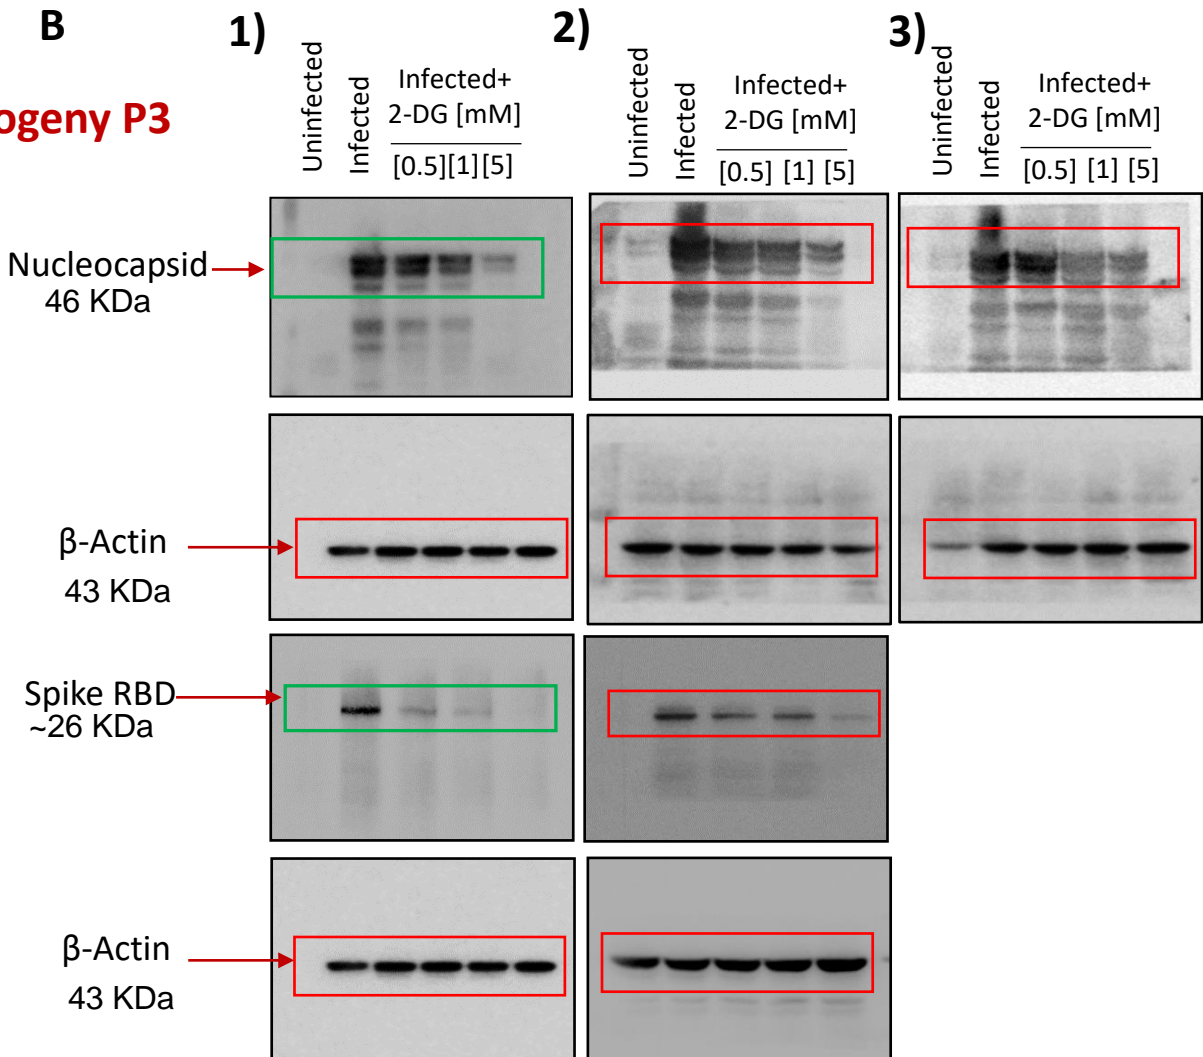 B
1)
2)
3)
ogeny P3
Uninfected
Infected
Infected+
2-DG [mM]
[0.5][1][5]
Uninfected
Infected
Infected+
2-DG [mM]
[0.5] [1] [5]
Uninfected
Infected
Infected+
2-DG [mM]
[0.5] [1] [5]
Nucleocapsid
46 KDa
β-Actin
43 KDa
Spike RBD
~26 KDa
β-Actin
43 KDa